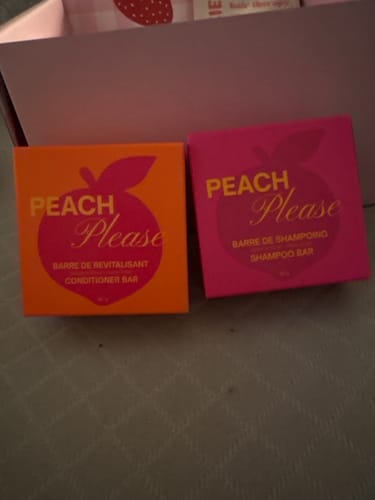 PEACH
Please
BARRE DE REVITALISANT
CONDITIONER BAR
PEACH
Please
BARRE DE SHAMPOING
SHAMPOO BAR